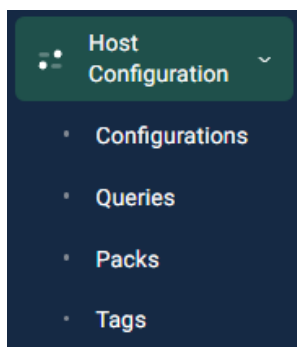 Host
Configuration
Configurations
Queries
Packs
Tags